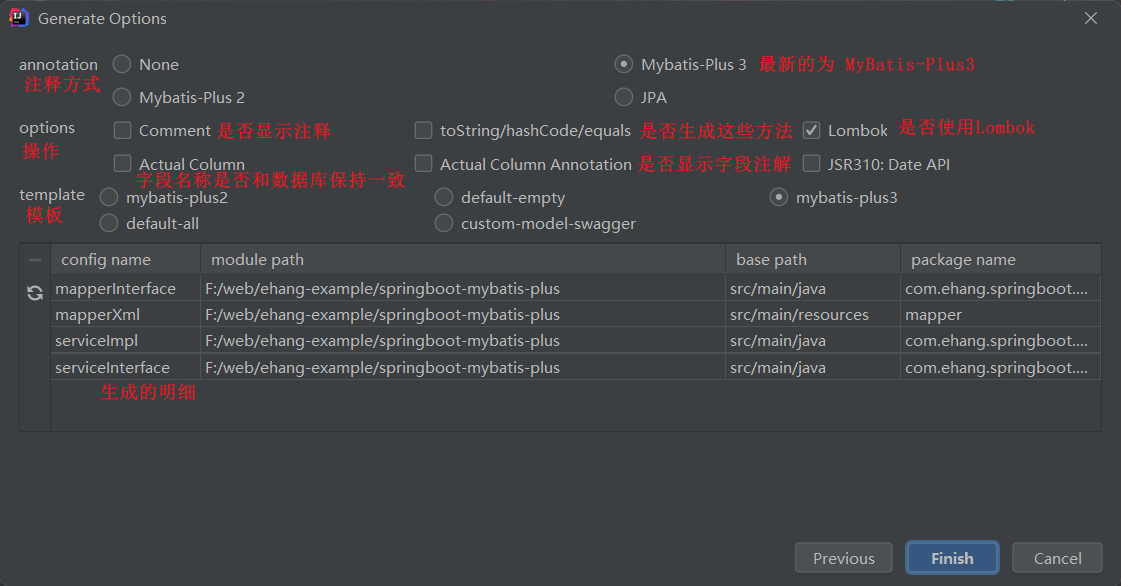 Generate Options
annotation None Mybatis-Plus 3 最新的为 MyBatis-Plus3
注释方式
Mybatis-Plus 2 JPA
options Comment 是否显示注释 toString/hashCode/equals 是否生成这些方法 Lombok 是否使用Lombok
操作
Actual Column Actual Column Annotation 是否显示字段注解 JSR310: Date API
字段名称是否和数据库保持一致
template mybatis-plus2 default-empty mybatis-plus3
模板
default-all custom-model-swagger
config name module path base path package name
mapperInterface F:/web/ehang-example/springboot-mybatis-plus src/main/java com.ehang.springboot....
mapperXml F:/web/ehang-example/springboot-mybatis-plus src/main/resources mapper
serviceImpl F:/web/ehang-example/springboot-mybatis-plus src/main/java com.ehang.springboot....
serviceInterface F:/web/ehang-example/springboot-mybatis-plus src/main/java com.ehang.springboot....
生成的明细
Previous Finish Cancel